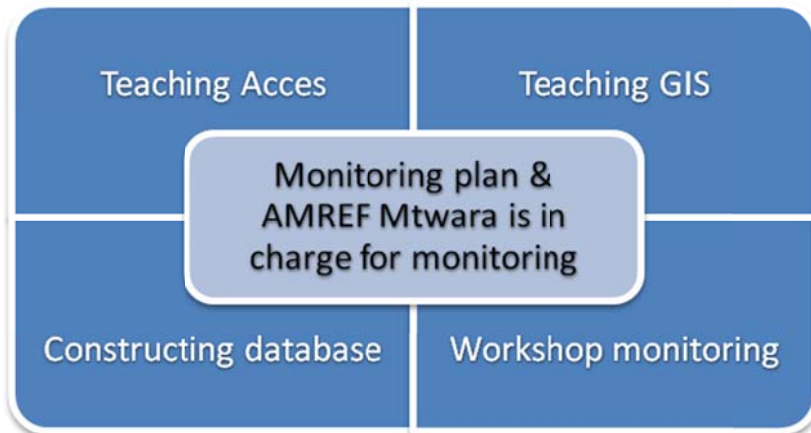 Teaching Acces
Teaching GIS
Monitoring plan &
AMREF Mtwara is in
charge for monitoring
Constructing database
Workshop monitoring